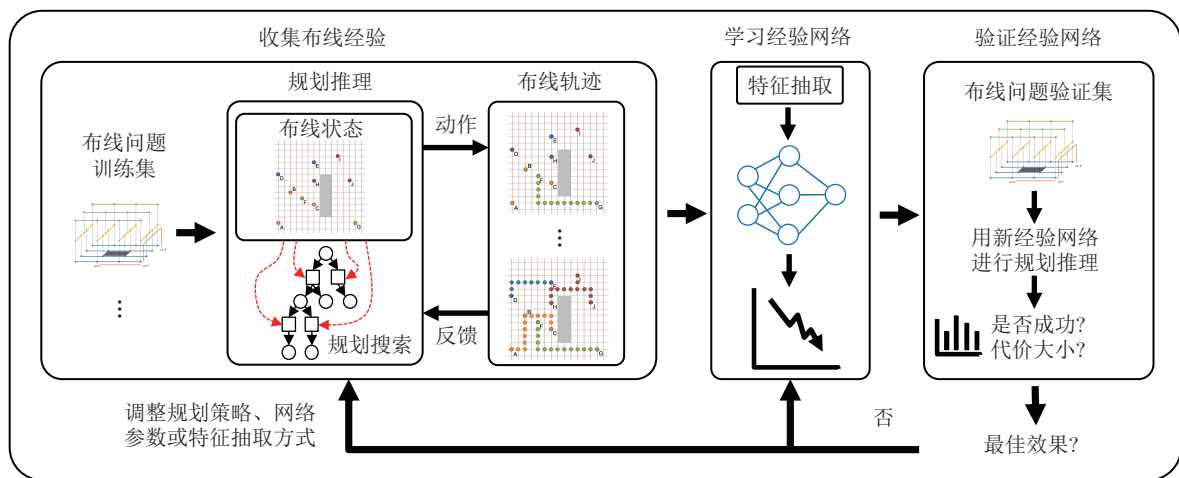 收集布线经验
学习经验网络
验证经验网络
布线问题
训练集
⋮
规划推理
布线状态
A
B
C
D
E
F
G
H
I
J
规划搜索
动作
反馈
布线轨迹
A
B
C
D
E
F
G
H
I
J
⋮
A
B
C
D
E
F
G
H
J
特征抽取
布线问题验证集
用新经验网络
进行规划推理
是否成功?
代价大小?
最佳效果?
否
调整规划策略、网络
参数或特征抽取方式